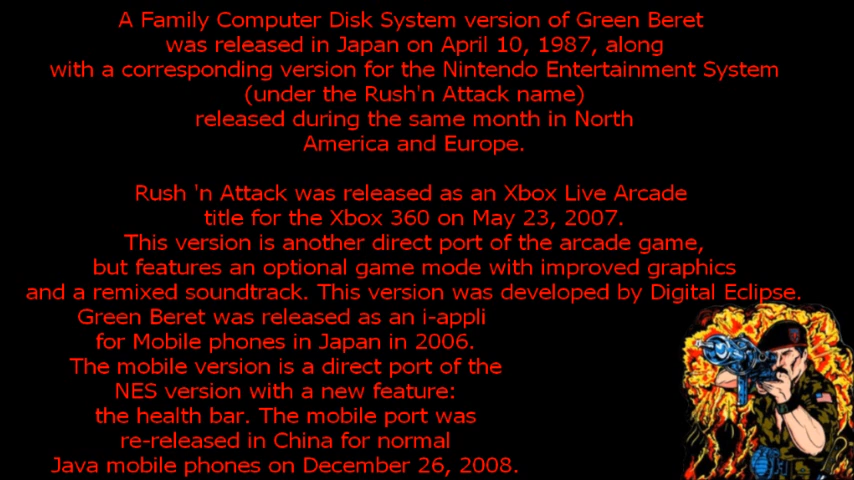 A Family Computer Disk System version of Green Beret
was released in Japan on April 10, 1987, along
with a corresponding version for the Nintendo Entertainment System
(under the Rush'n Attack name)
released during the same month in North
America and Europe.
Rush 'n Attack was released as an Xbox Live Arcade
title for the Xbox 360 on May 23, 2007.
This version is another direct port of the arcade game,
but features an optional game mode with improved graphics
and a remixed soundtrack. This version was developed by Digital Eclipse.
Green Beret was released as an i-appli
for Mobile phones in Japan in 2006.
The mobile version is a direct port of the
NES version with a new feature:
the health bar. The mobile port was
re-released in China for normal
Java mobile phones on December 26, 2008.